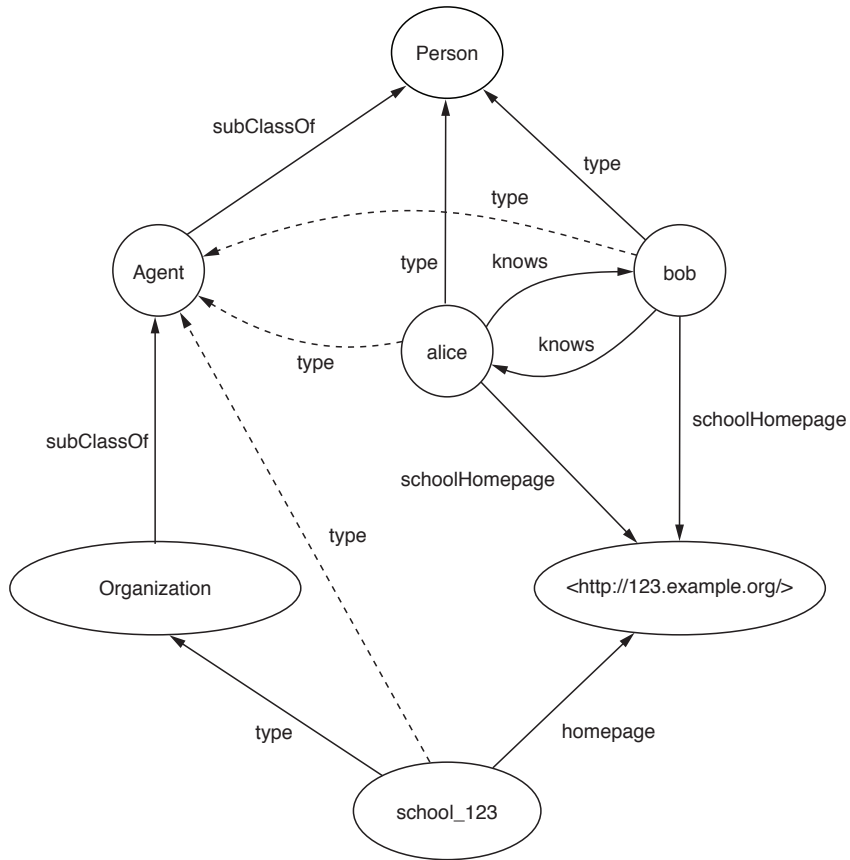 Person
subClassOf
type
type
Agent
type
knows
bob
alice
knows
type
schoolHomepage
subClassOf
schoolHomepage
type
Organization
<http://123.example.org/>
type
homepage
school_123